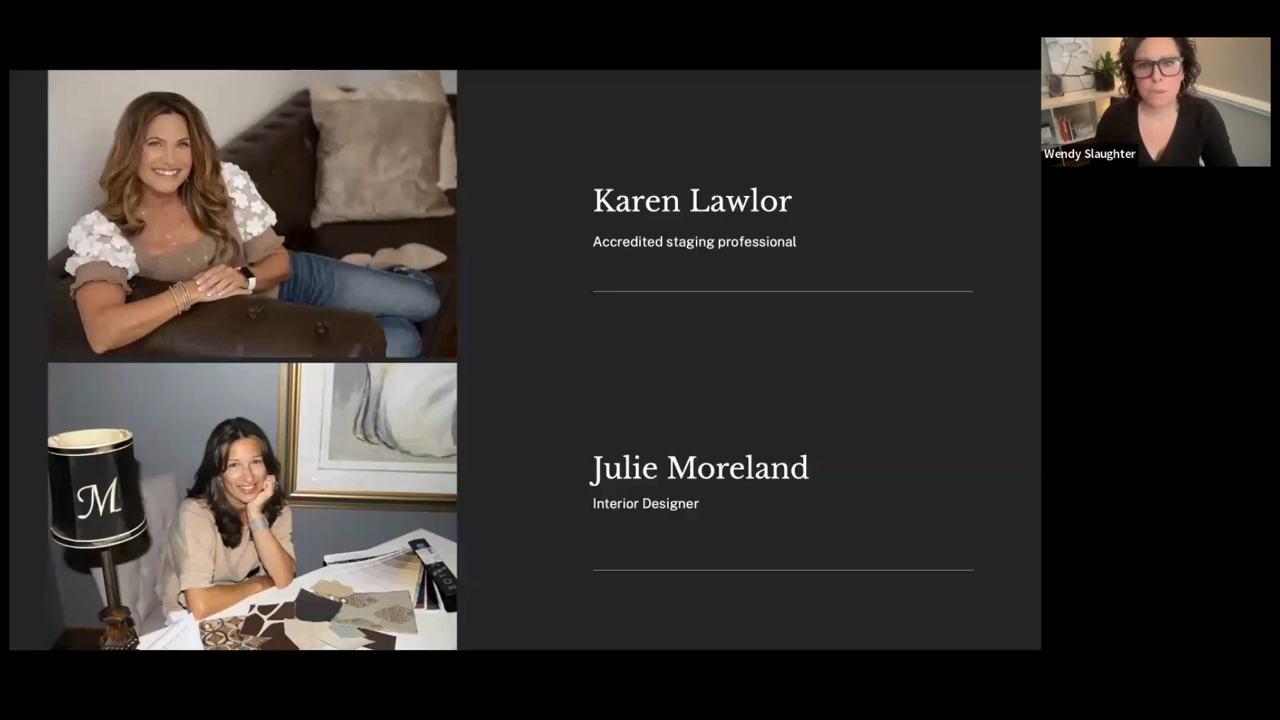 Karen Lawlor
Accredited staging professional
Julie Moreland
Interior Designer
M
Wendy Slaughter